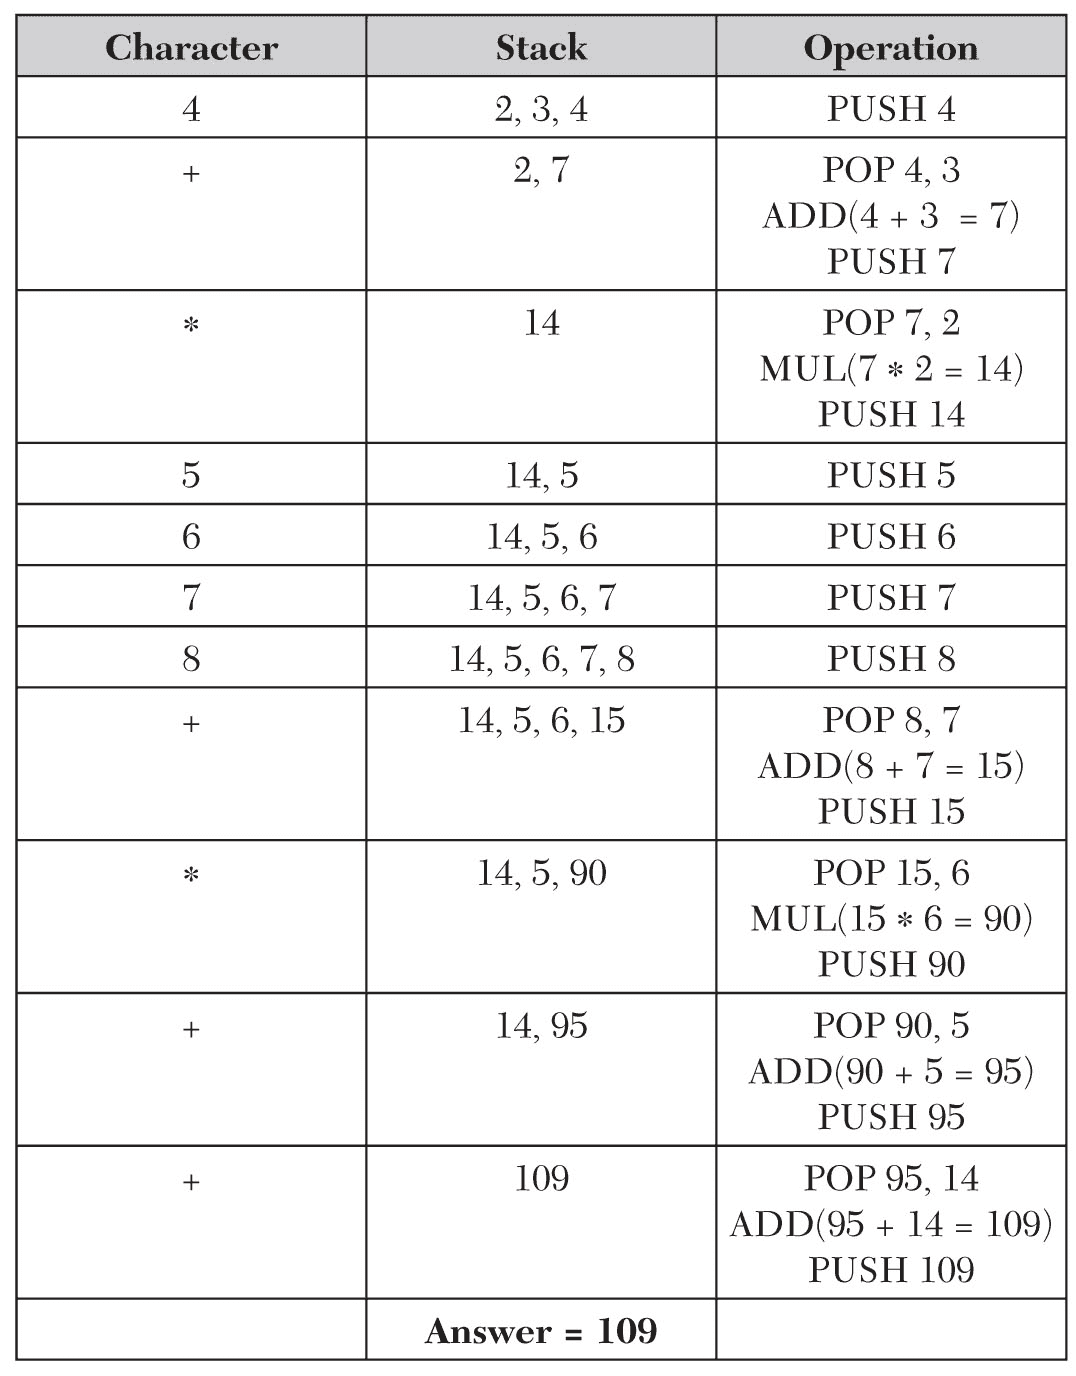 Character Stack Operation
4 2, 3, 4 PUSH 4
+ 2, 7 POP 4, 3
ADD(4 + 3 = 7)
PUSH 7
* 14 POP 7, 2
MUL(7 * 2 = 14)
PUSH 14
5 14, 5 PUSH 5
6 14, 5, 6 PUSH 6
7 14, 5, 6, 7 PUSH 7
8 14, 5, 6, 7, 8 PUSH 8
+ 14, 5, 6, 15 POP 8, 7
ADD(8 + 7 = 15)
PUSH 15
* 14, 5, 90 POP 15, 6
MUL(15 * 6 = 90)
PUSH 90
+ 14, 95 POP 90, 5
ADD(90 + 5 = 95)
PUSH 95
+ 109 POP 95, 14
ADD(95 + 14 = 109)
PUSH 109
Answer = 109